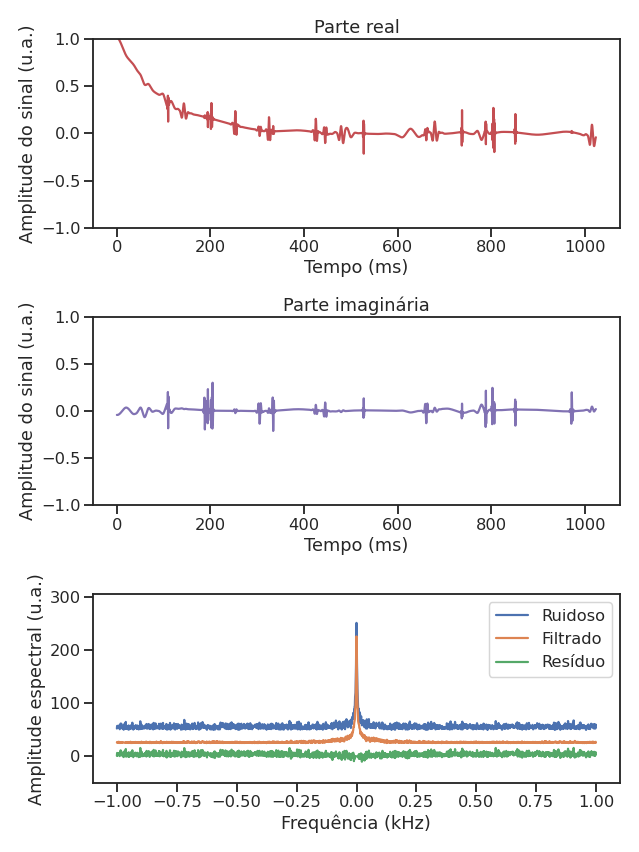 Parte real
1.0
0.5
0.0
−0.5
−1.0
Amplitude do sinal (u.a.)
0 200 400 600 800 1000
Tempo (ms)
Parte imaginária
1.0
0.5
0.0
−0.5
−1.0
Amplitude do sinal (u.a.)
0 200 400 600 800 1000
Tempo (ms)
300
200
100
0
Amplitude espectral (u.a.)
Ruidoso
Filtrado
Resíduo
−1.00 −0.75 −0.50 −0.25 0.00 0.25 0.50 0.75 1.00
Frequência (kHz)